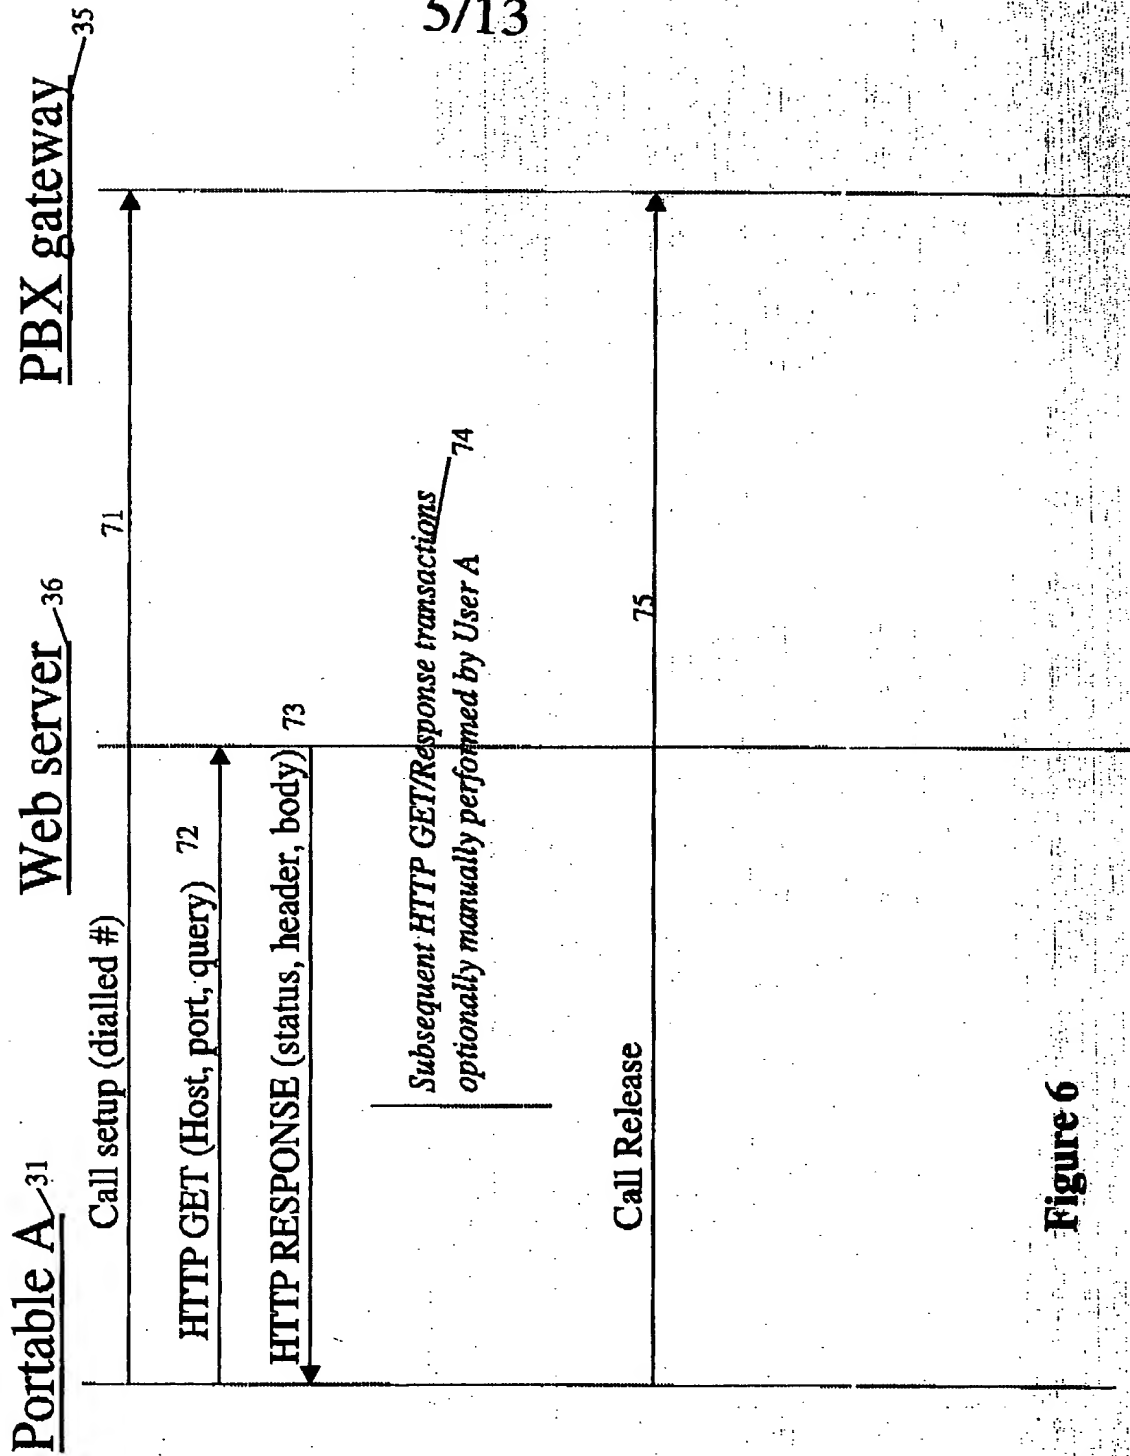 5/13
Portable A 31
Web server 36
PBX gateway 35
Call setup (dialled #)
71
HTTP GET (Host, port, query) 72
HTTP RESPONSE (status, header, body) 73
Subsequent HTTP GET/Response transactions
optionally manually performed by User A
74
Call Release
75
Figure 6